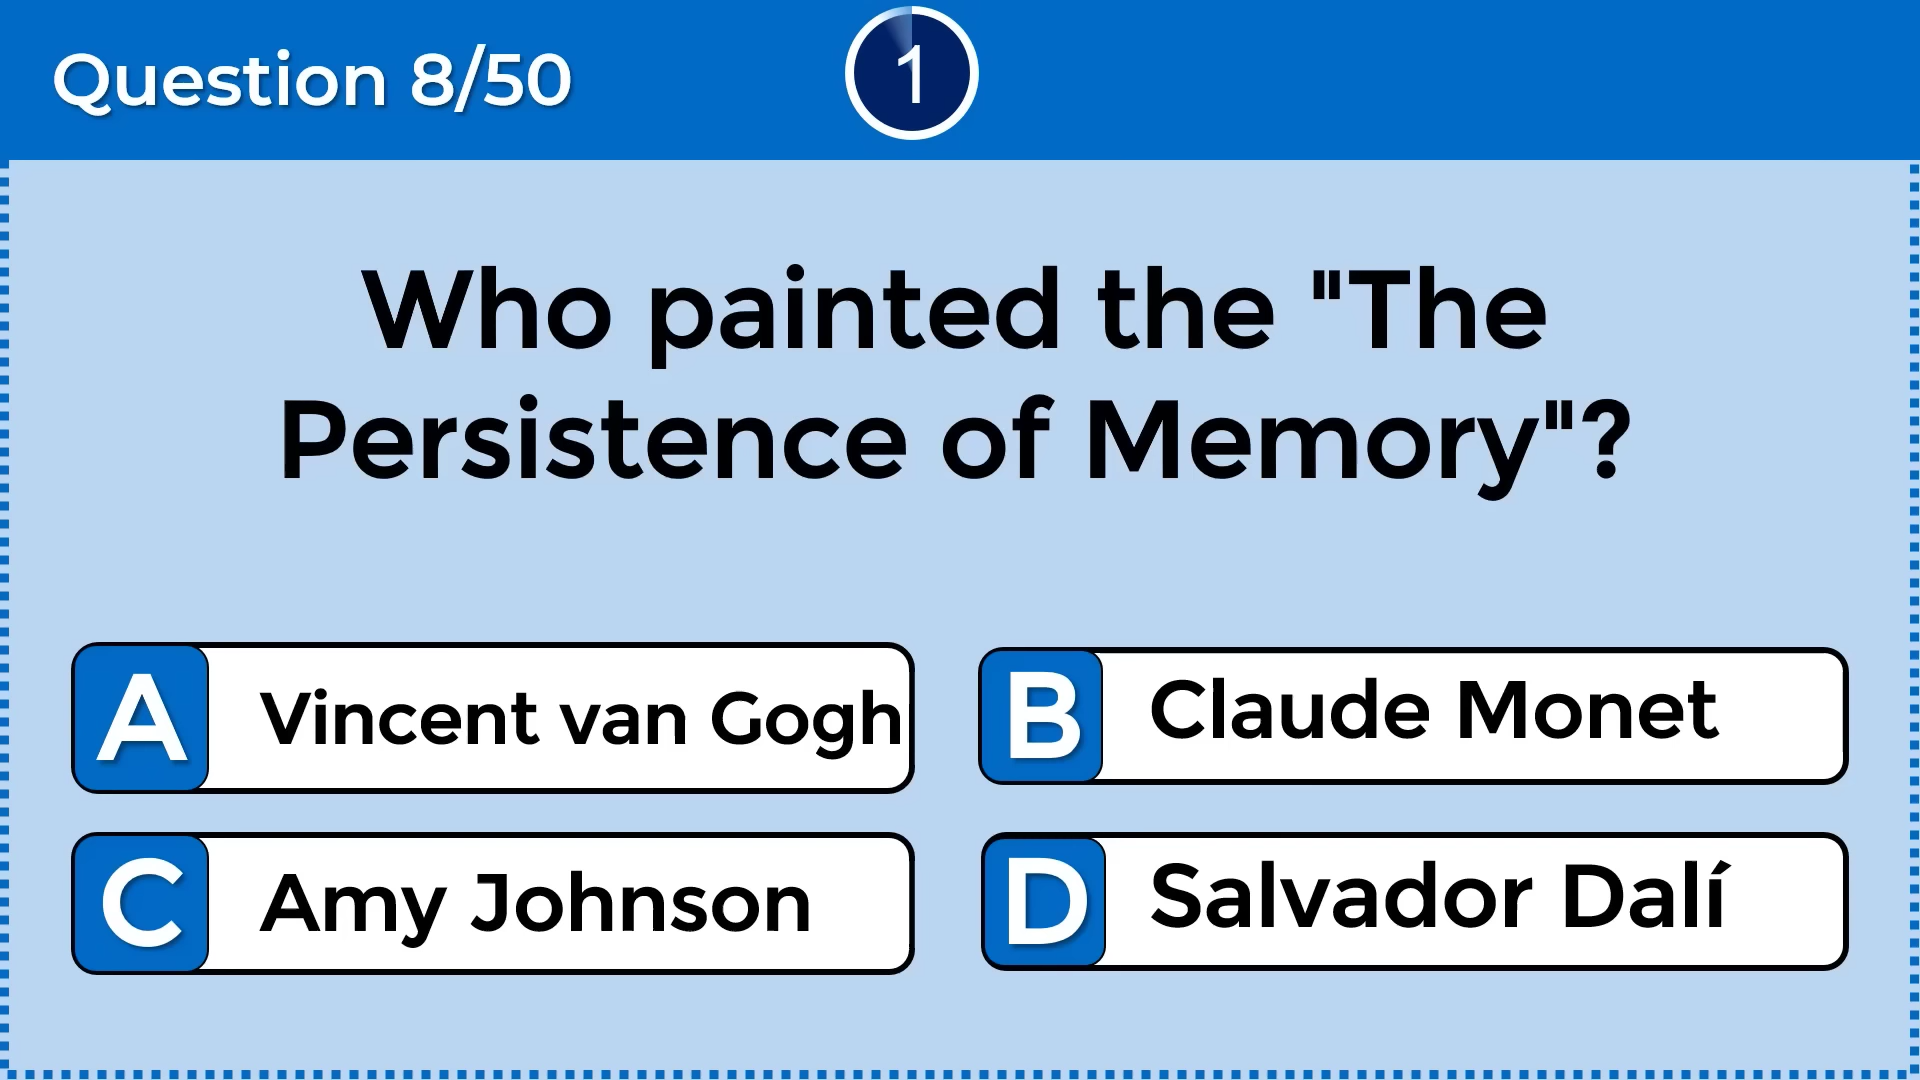 Question 8/50
1
Who painted the "The
Persistence of Memory"?
A Vincent van Gogh
B Claude Monet
C Amy Johnson
D Salvador Dalí